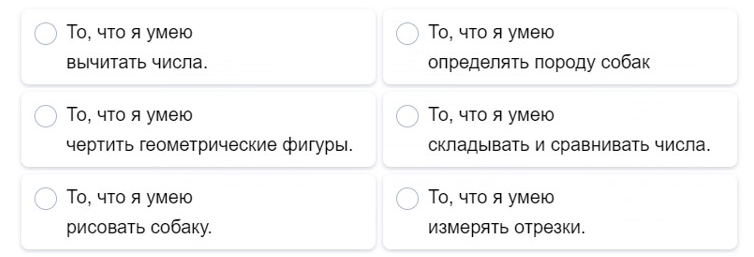 То, что я умею
вычитать числа.
То, что я умею
определять породу собак
То, что я умею
чертить геометрические фигуры.
То, что я умею
складывать и сравнивать числа.
То, что я умею
рисовать собаку.
То, что я умею
измерять отрезки.